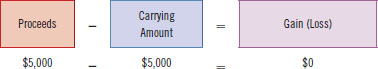 Proceeds – Carrying Amount = Gain (Loss)
$5,000 – $5,000 = $0